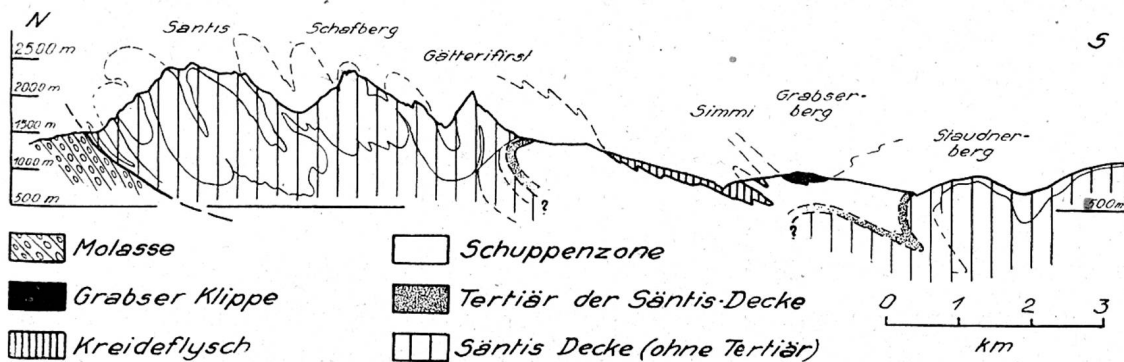 N
S
2500 m
2000 m
1500 m
1000 m
500 m
Säntis
Schafberg
Gätterifirst
Simmi
Grabser-
berg
Staudner-
berg
?
?
500 m
Molasse
Grabser Klippe
Kreideflysch
Schuppenzone
Tertiär der Säntis-Decke
Säntis Decke (ohne Tertiär)
0 1 2 3
km